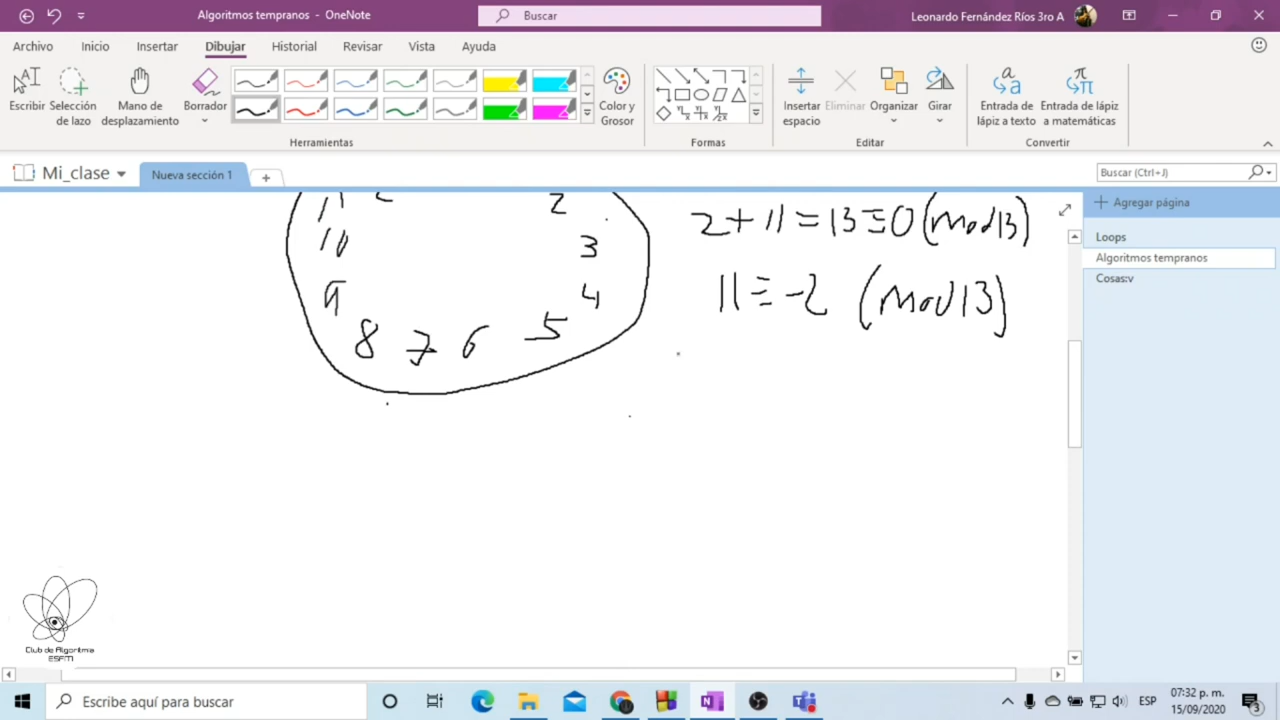 Algoritmos tempranos - OneNote
Buscar
Leonardo Fernández Ríos 3ro A
Archivo Inicio Insertar Dibujar Historial Revisar Vista Ayuda
Escribir
Selección de lazo
Mano de desplazamiento
Borrador
Color y Grosor
Insertar espacio
Eliminar
Organizar
Girar
Entrada de lápiz a texto
Entrada de lápiz a matemáticas
Herramientas
Formas
Editar
Convertir
Mi_clase
Nueva sección 1
Buscar (Ctrl+J)
Agregar página
Loops
Algoritmos tempranos
Cosas:v
11
2
10
3
9
4
8 7 6 5
2+11=13≡0(mod13)
11≡-2 (mod13)
Club de Algoritmia
ESFM
Escribe aquí para buscar
ESP
07:32 p. m.
15/09/2020
3